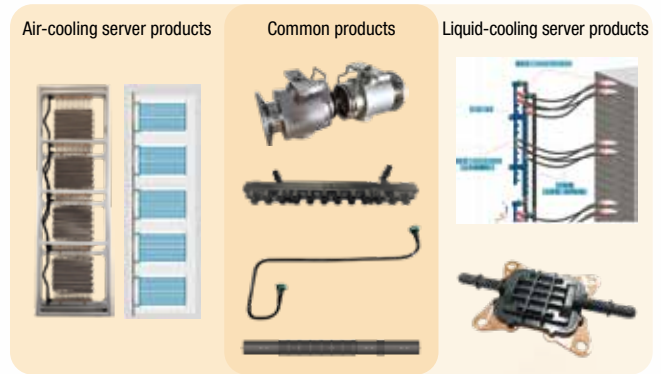 Air-cooling server products
Common products
Liquid-cooling server products